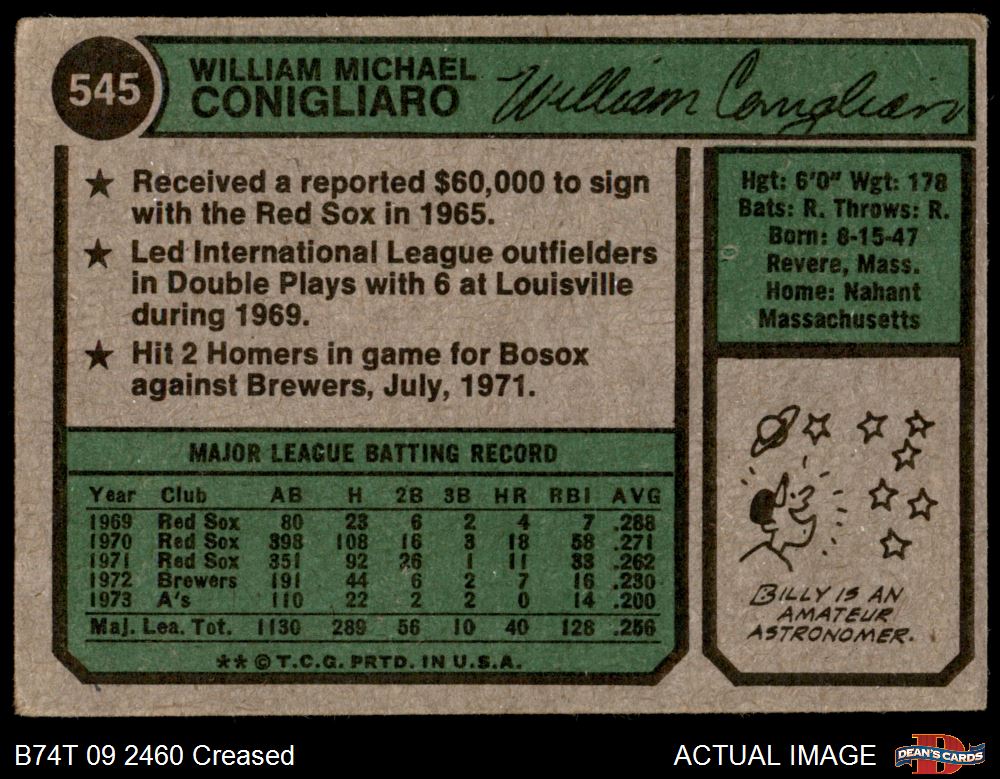 545
WILLIAM MICHAEL
CONIGLIARO
William Conigliaro
★ Received a reported $60,000 to sign
with the Red Sox in 1965.
★ Led International League outfielders
in Double Plays with 6 at Louisville
during 1969.
★ Hit 2 Homers in game for Bosox
against Brewers, July, 1971.
Hgt: 6'0" Wgt: 178
Bats: R. Throws: R.
Born: 8-15-47
Revere, Mass.
Home: Nahant
Massachusetts
MAJOR LEAGUE BATTING RECORD
Year Club AB H 2B 3B HR RBI AVG
1969 Red Sox 80 23 6 2 4 7 .288
1970 Red Sox 398 108 16 3 18 58 .271
1971 Red Sox 351 92 26 1 11 33 .262
1972 Brewers 191 44 6 2 7 16 .230
1973 A's 110 22 2 2 0 14 .200
Maj. Lea. Tot. 1130 289 56 10 40 128 .256
** © T.C.G. PRTD. IN U.S.A.
BILLY IS AN
AMATEUR
ASTRONOMER.
B74T 09 2460 Creased
ACTUAL IMAGE
D
DEAN'S CARDS